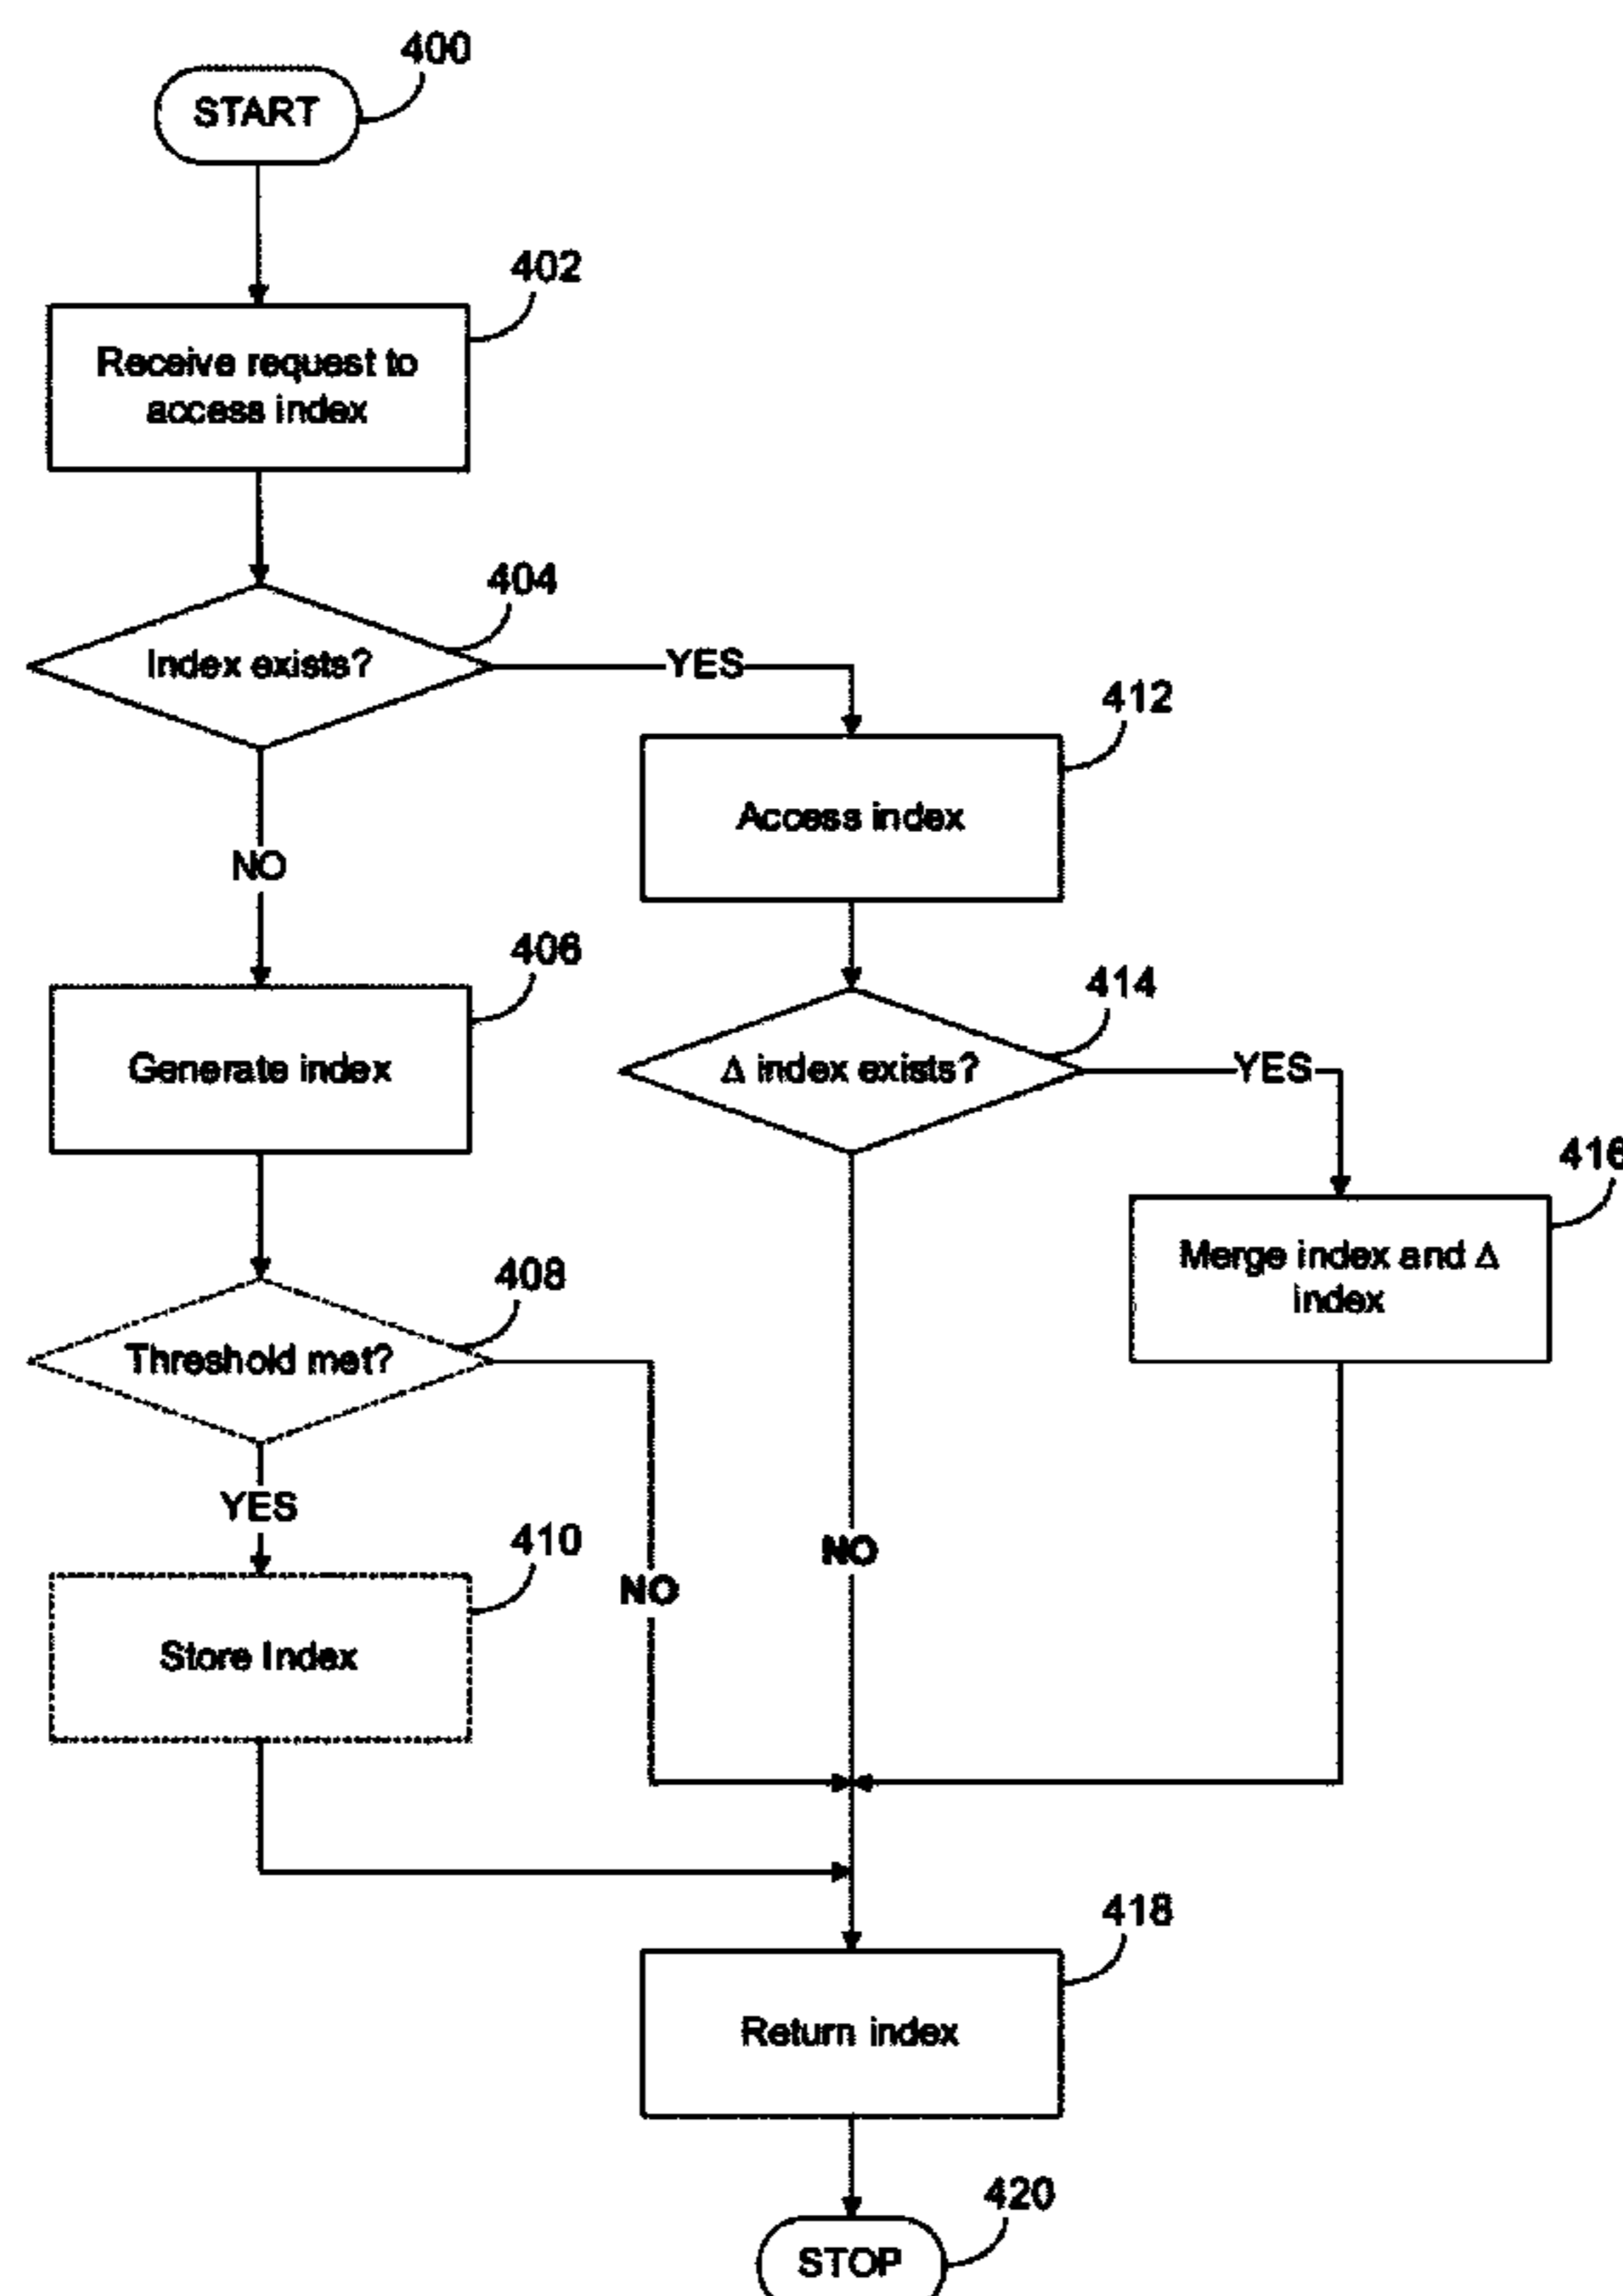 400
START
402
Receive request to
access index
404
Index exists?
YES
412
Access index
NO
406
Generate index
414
Δ index exists?
YES
416
Merge index and Δ
index
408
Threshold met?
YES
NO
NO
410
Store Index
418
Return index
420
STOP